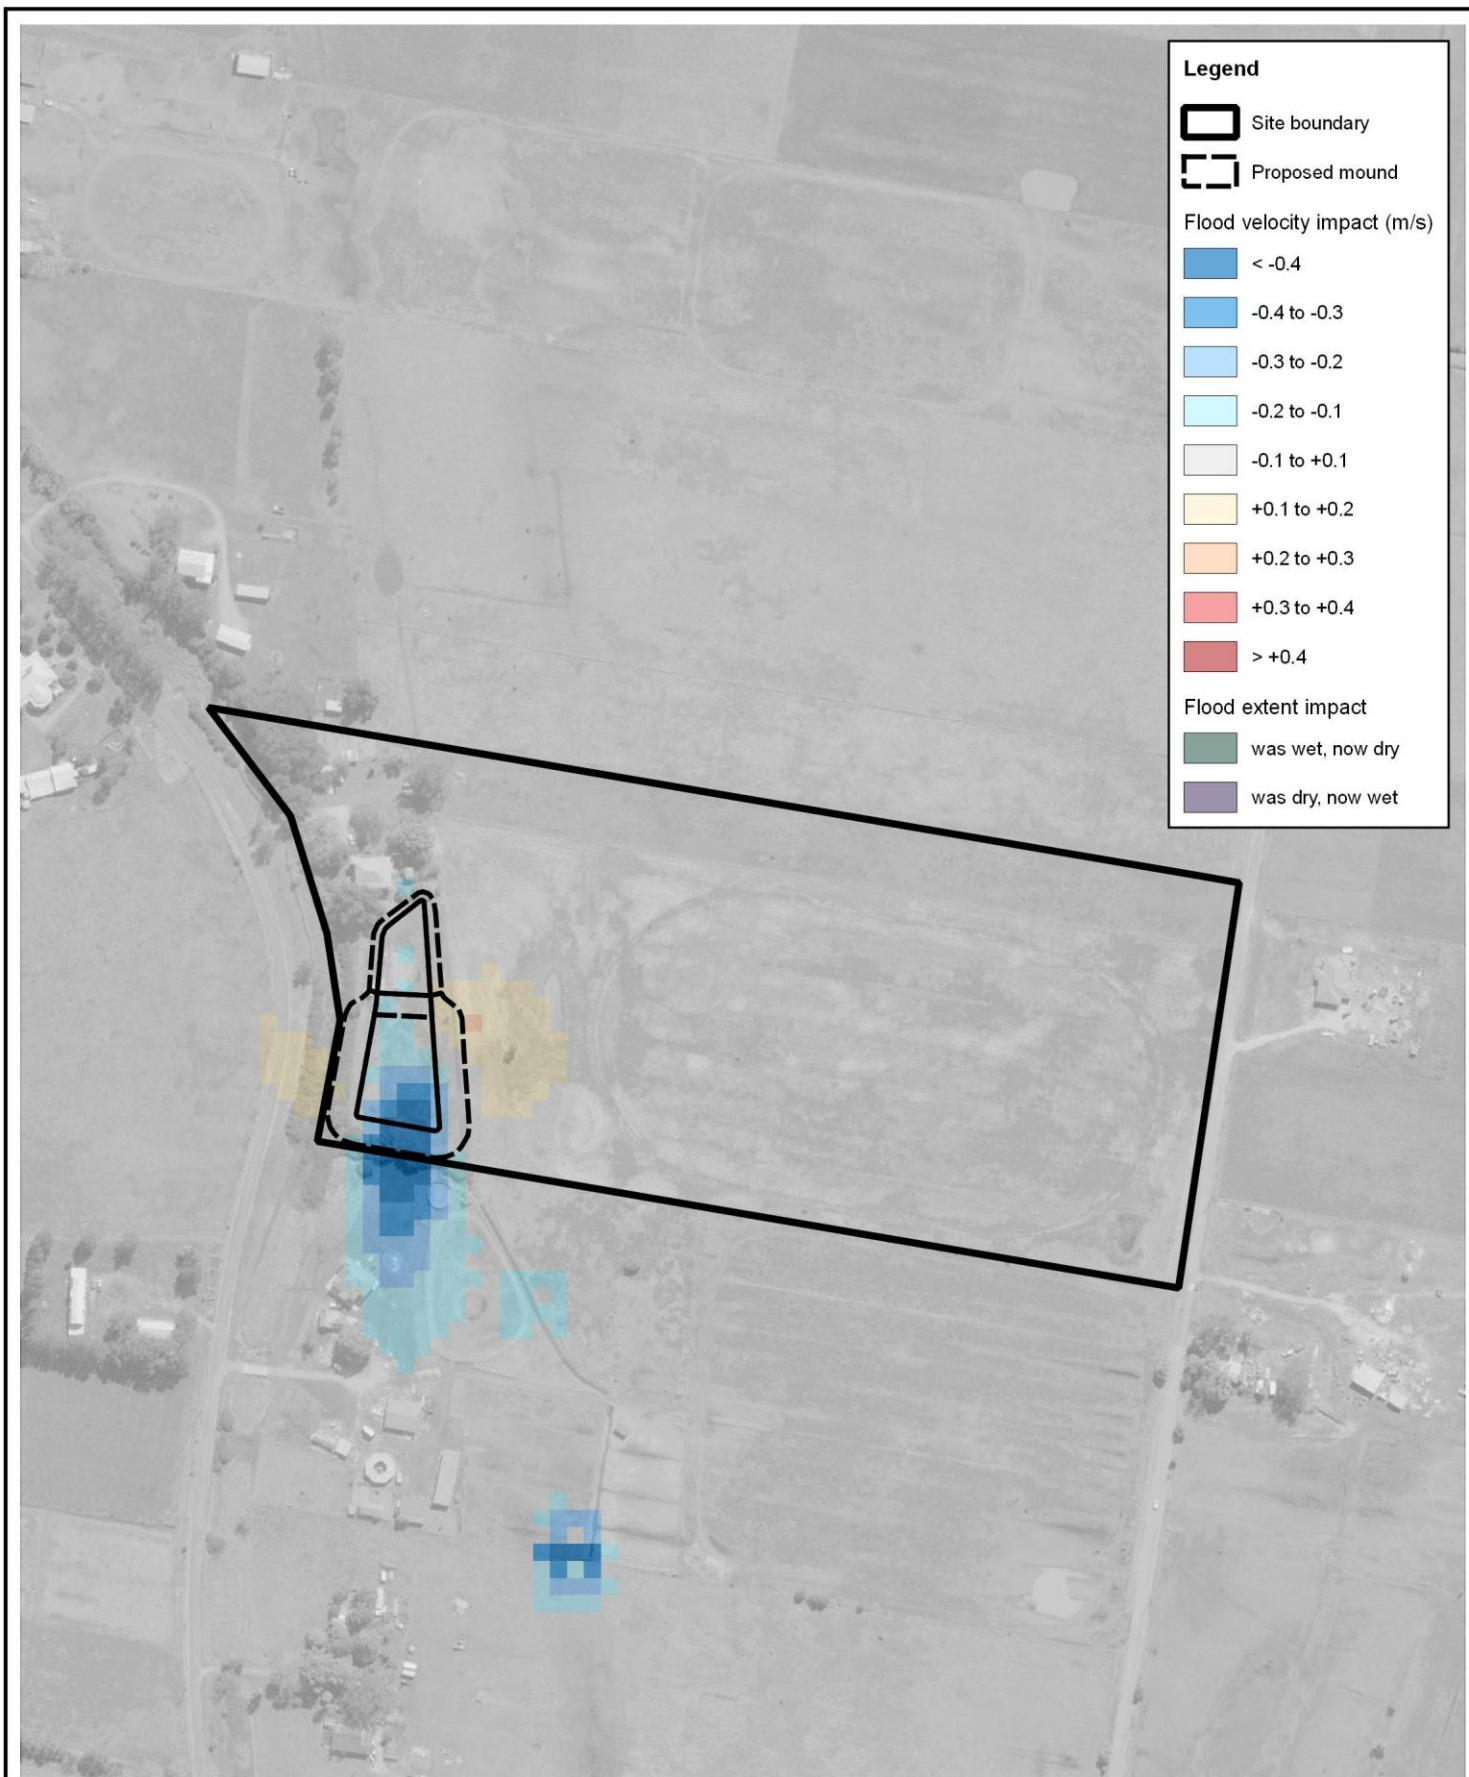 Legend
Site boundary
Proposed mound
Flood velocity impact (m/s)
< -0.4
-0.4 to -0.3
-0.3 to -0.2
-0.2 to -0.1
-0.1 to +0.1
+0.1 to +0.2
+0.2 to +0.3
+0.3 to +0.4
> +0.4
Flood extent impact
was wet, now dry
was dry, now wet